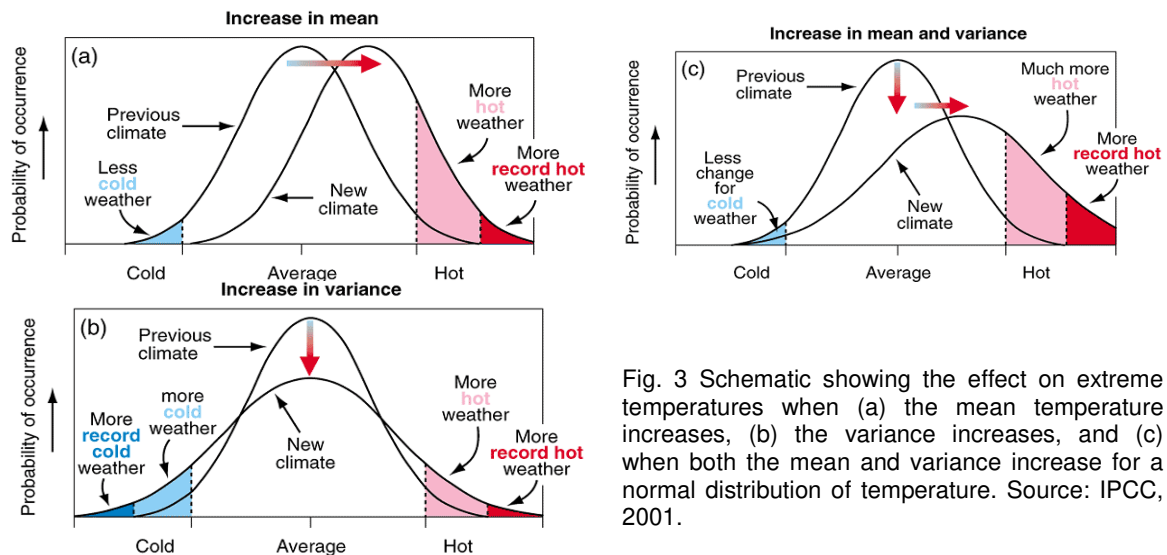 Increase in mean
(a)
Probability of occurrence
Previous
climate
Less
cold
weather
New
climate
More
hot
weather
More
record hot
weather
Cold
Average
Hot
Increase in variance
(b)
Probability of occurrence
Previous
climate
more
cold
weather
More
record
cold
weather
New
climate
More
hot
weather
More
record hot
weather
Cold
Average
Hot
Increase in mean and variance
(c)
Probability of occurrence
Previous
climate
Less
change
for
cold
weather
New
climate
Much more
hot
weather
More
record hot
weather
Cold
Average
Hot
Fig. 3 Schematic showing the effect on extreme
temperatures when (a) the mean temperature
increases, (b) the variance increases, and (c)
when both the mean and variance increase for a
normal distribution of temperature. Source: IPCC,
2001.